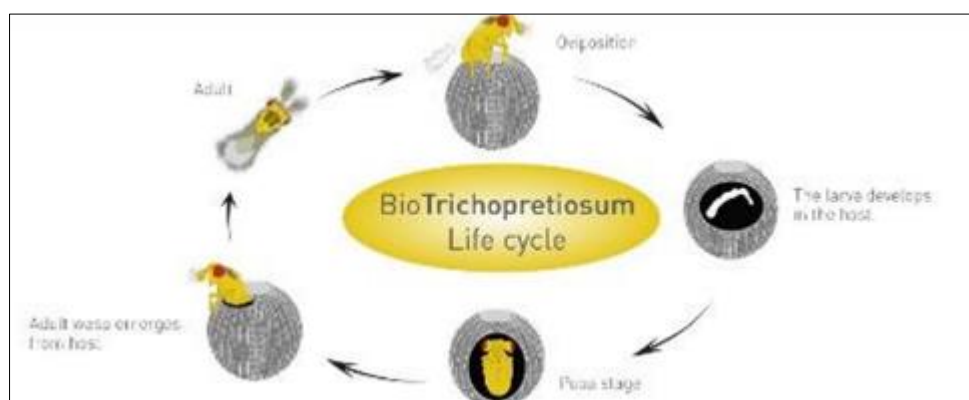 Oviposition
Adult
BioTrichopretiosum
Life cycle
The larva develops
in the host
Adult wasp emerges
from host
Pupa stage